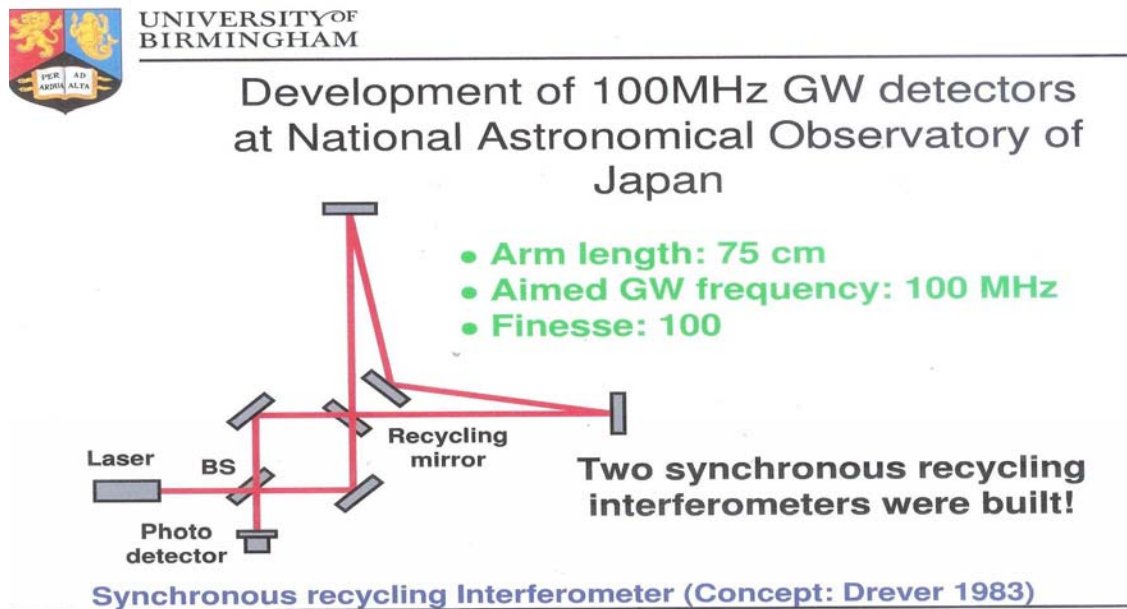 UNIVERSITY OF
BIRMINGHAM
PER AD
ARDUA ALTA
Development of 100MHz GW detectors
at National Astronomical Observatory of
Japan
• Arm length: 75 cm
• Aimed GW frequency: 100 MHz
• Finesse: 100
Recycling
mirror
Laser
BS
Two synchronous recycling
interferometers were built!
Photo
detector
Synchronous recycling Interferometer (Concept: Drever 1983)